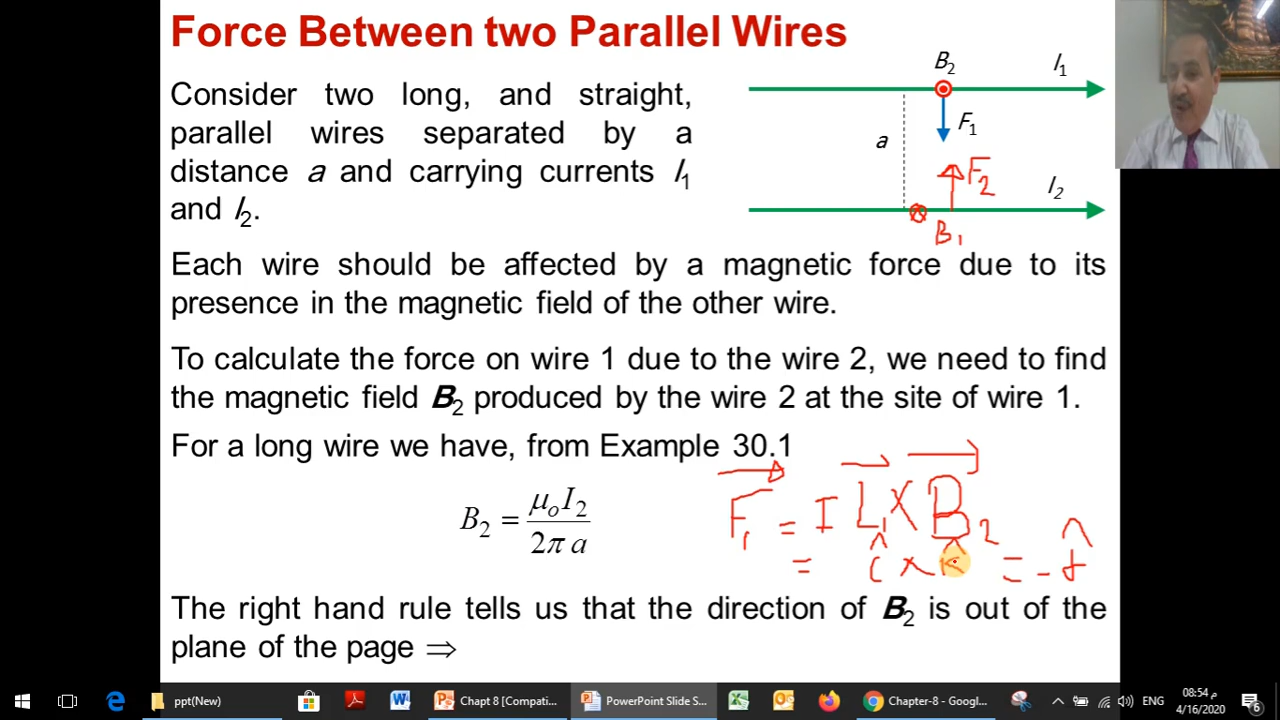 Force Between two Parallel Wires
Consider two long, and straight,
parallel wires separated by a
distance a and carrying currents I₁
and I₂.
B₂
I₁
F₁
a
F₂
I₂
B₁
Each wire should be affected by a magnetic force due to its
presence in the magnetic field of the other wire.
To calculate the force on wire 1 due to the wire 2, we need to find
the magnetic field B₂ produced by the wire 2 at the site of wire 1.
For a long wire we have, from Example 30.1
B₂ = μₒI₂ / 2π a
F₁ = I L₁ × B₂
= î × k̂ = - ĵ
The right hand rule tells us that the direction of B₂ is out of the
plane of the page ⇒
ppt(New)
Chapt 8 [Compati...
PowerPoint Slide S...
Chapter-8 - Googl...
ENG
08:54 م
4/16/2020
6